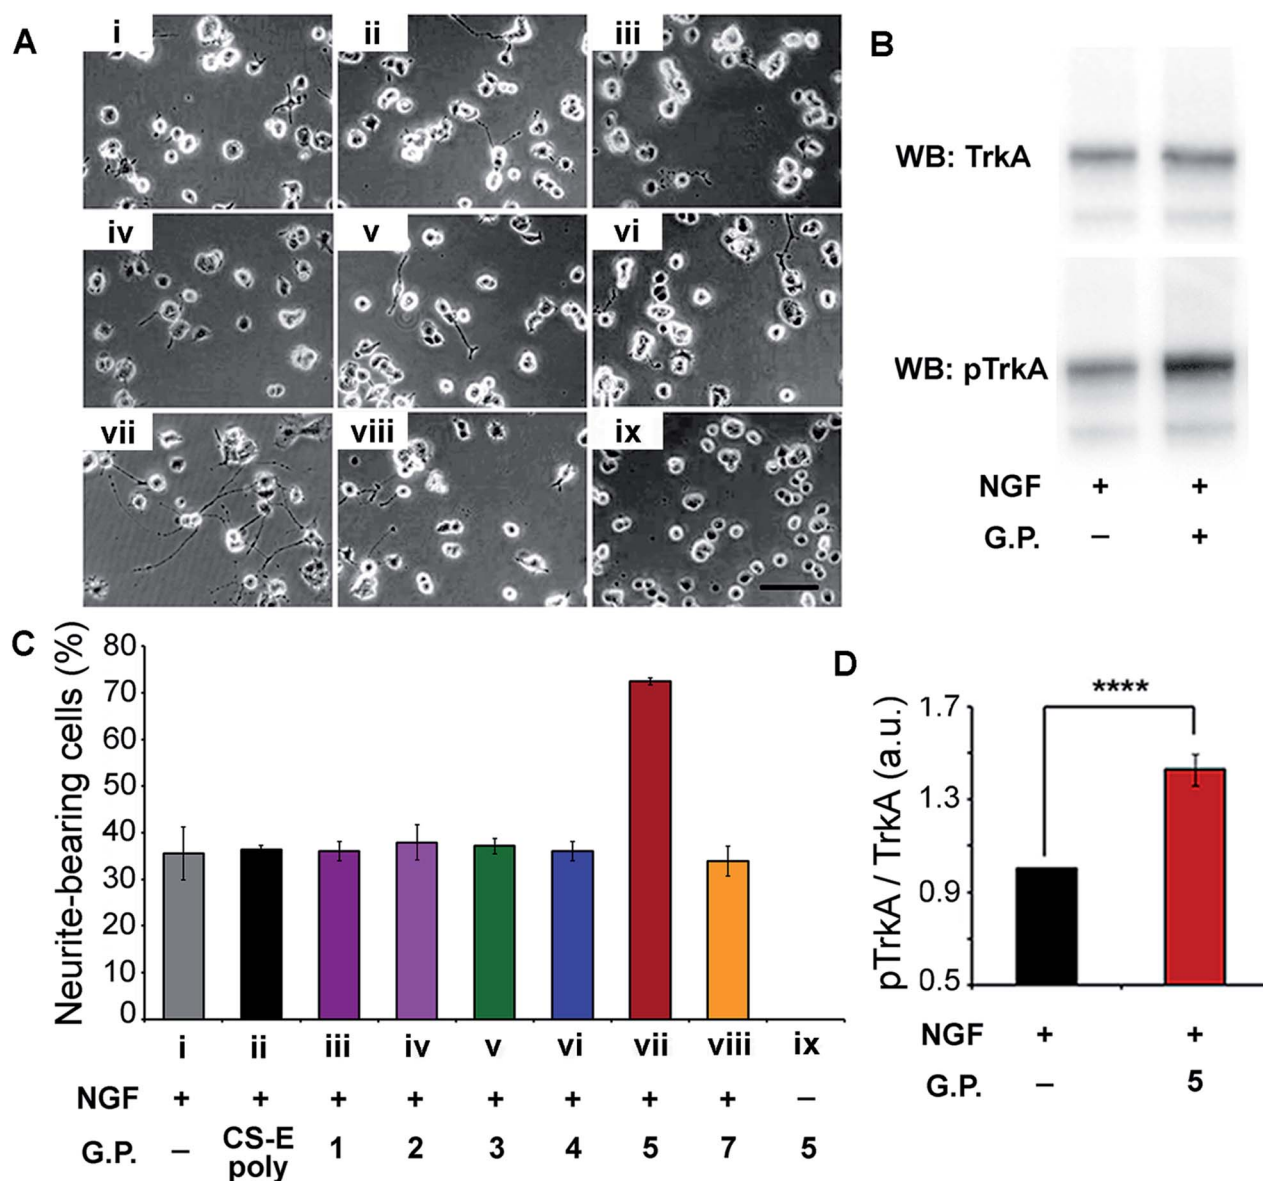 A
i
ii
iii
iv
v
vi
vii
viii
ix
B
WB: TrkA
WB: pTrkA
NGF + +
G.P. – +
C
Neurite-bearing cells (%)
80
70
60
50
40
30
20
10
0
i ii iii iv v vi vii viii ix
NGF + + + + + + + + –
G.P. – CS-E poly 1 2 3 4 5 7 5
D
pTrkA / TrkA (a.u.)
****
1.7
1.3
0.9
0.5
NGF + +
G.P. – 5